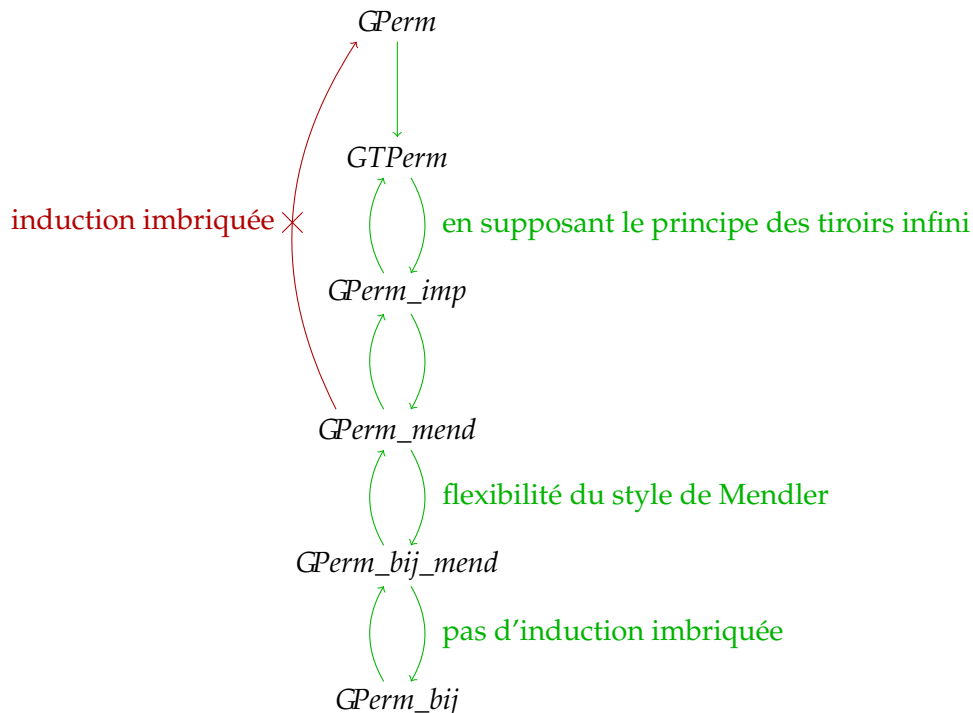 GPerm
GTPerm
induction imbriquée
en supposant le principe des tiroirs infini
GPerm_imp
GPerm_mend
flexibilité du style de Mendler
GPerm_bij_mend
pas d'induction imbriquée
GPerm_bij